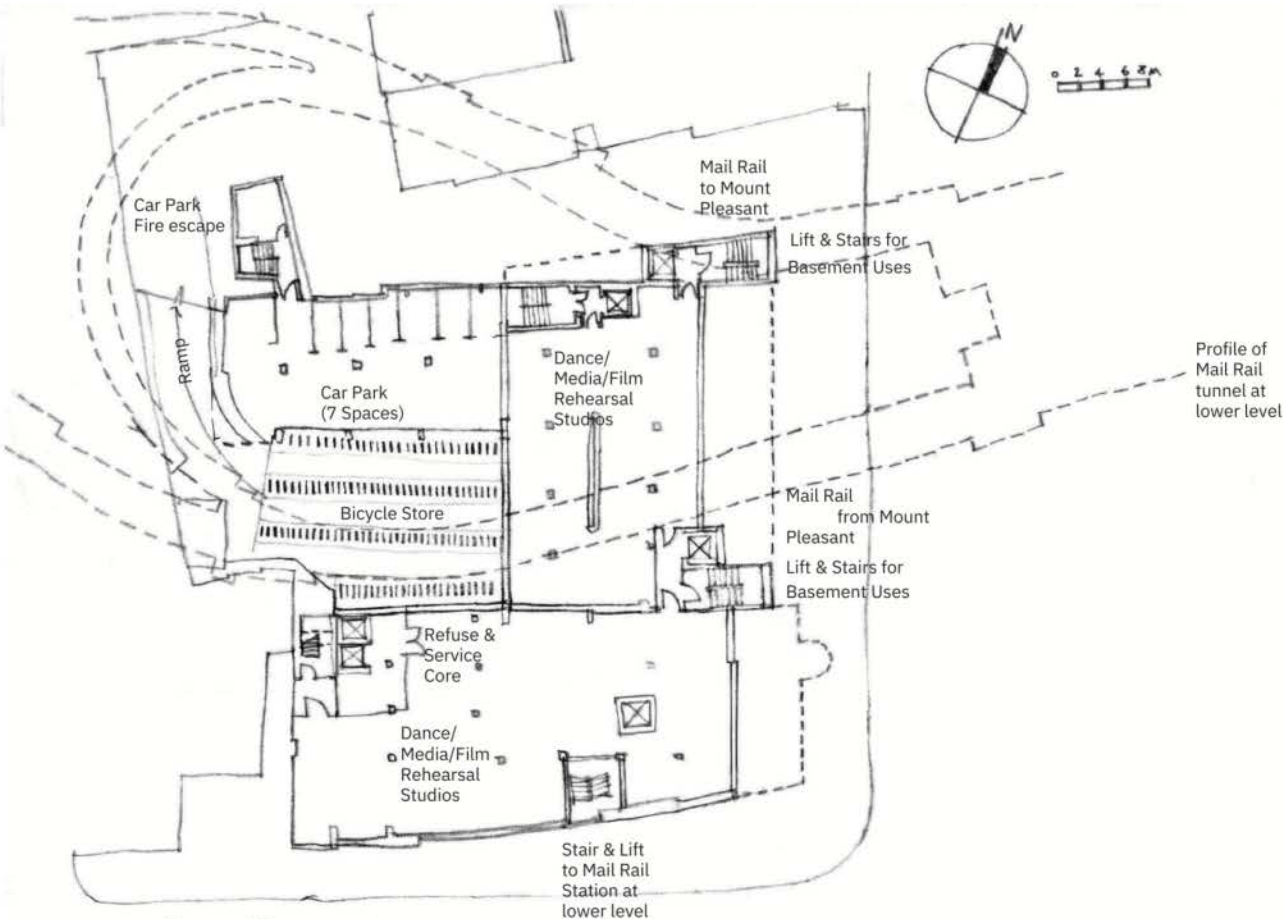 N
0 2 4 6 8M
Mail Rail
to Mount
Pleasant
Car Park
Fire escape
Lift & Stairs for
Basement Uses
Ramp
Dance/
Media/Film
Rehearsal
Studios
Car Park
(7 Spaces)
Profile of
Mail Rail
tunnel at
lower level
Bicycle Store
Mail Rail
from Mount
Pleasant
Lift & Stairs for
Basement Uses
Refuse &
Service
Core
Dance/
Media/Film
Rehearsal
Studios
Stair & Lift
to Mail Rail
Station at
lower level